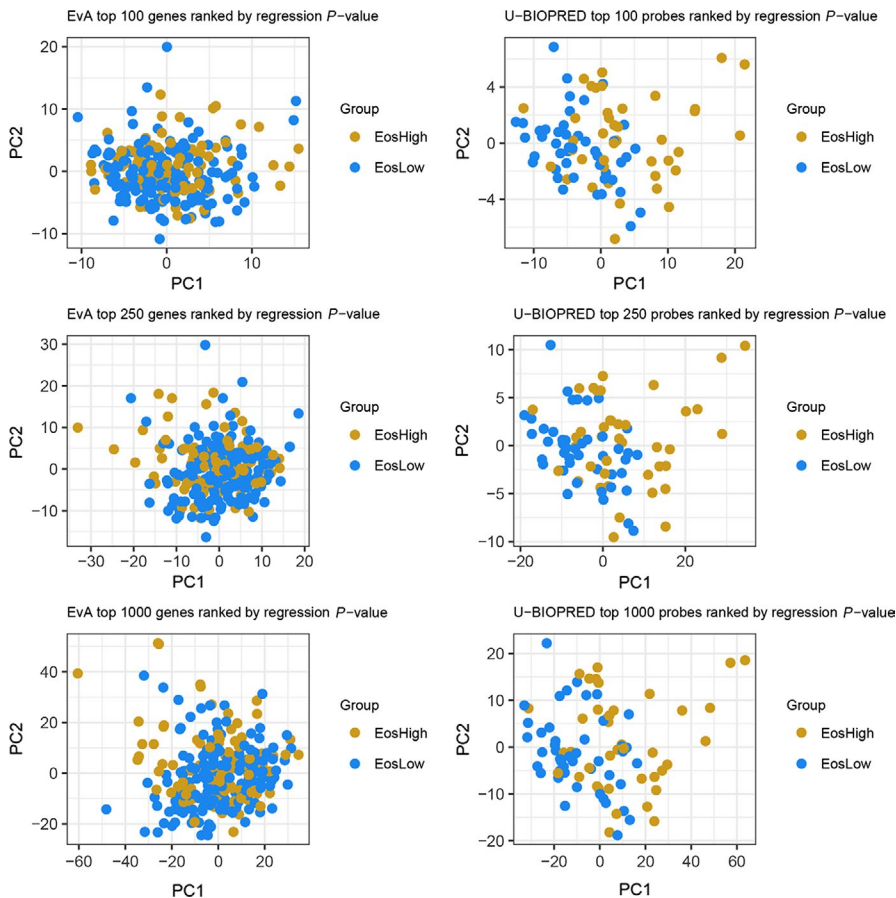 EvA top 100 genes ranked by regression P−value
20
10
0
−10
PC2
−10
0
10
PC1
Group
EosHigh
EosLow
U-BIOPRED top 100 probes ranked by regression P−value
4
0
−4
PC2
−10
0
10
20
PC1
Group
EosHigh
EosLow
EvA top 250 genes ranked by regression P−value
30
20
10
0
−10
PC2
−30
−20
−10
0
10
20
PC1
Group
EosHigh
EosLow
U-BIOPRED top 250 probes ranked by regression P−value
10
5
0
−5
−10
PC2
−20
0
20
PC1
Group
EosHigh
EosLow
EvA top 1000 genes ranked by regression P−value
40
20
0
−20
PC2
−60
−40
−20
0
20
PC1
Group
EosHigh
EosLow
U-BIOPRED top 1000 probes ranked by regression P−value
20
10
0
−10
−20
PC2
−20
0
20
40
60
PC1
Group
EosHigh
EosLow